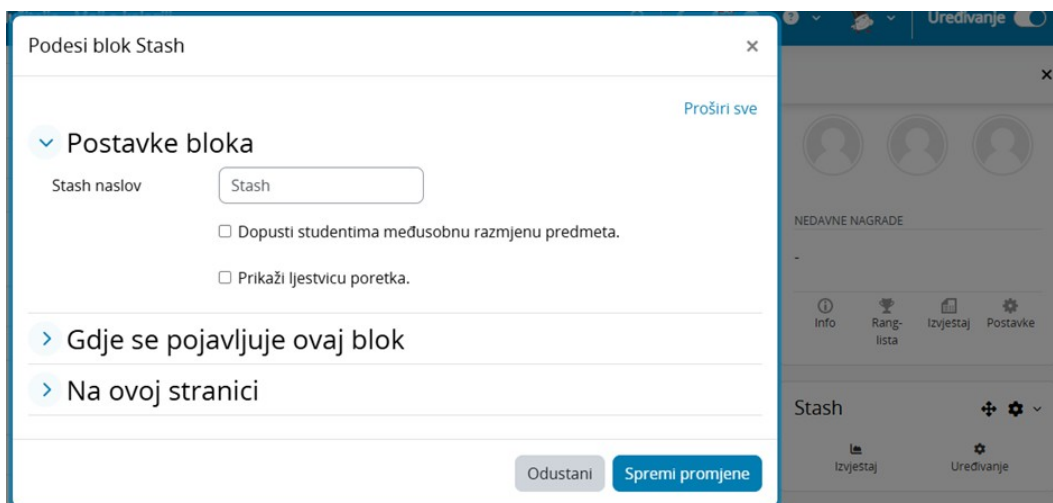 Uređivanje
Podesi blok Stash
Proširi sve
Postavke bloka
Stash naslov
Stash
Dopusti studentima međusobnu razmjenu predmeta.
Prikaži ljestvicu poretka.
Gdje se pojavljuje ovaj blok
Na ovoj stranici
Odustani
Spremi promjene
NEDAVNE NAGRADE
-
Info
Rang-
lista
Izvještaj
Postavke
Stash
Izvještaj
Uređivanje